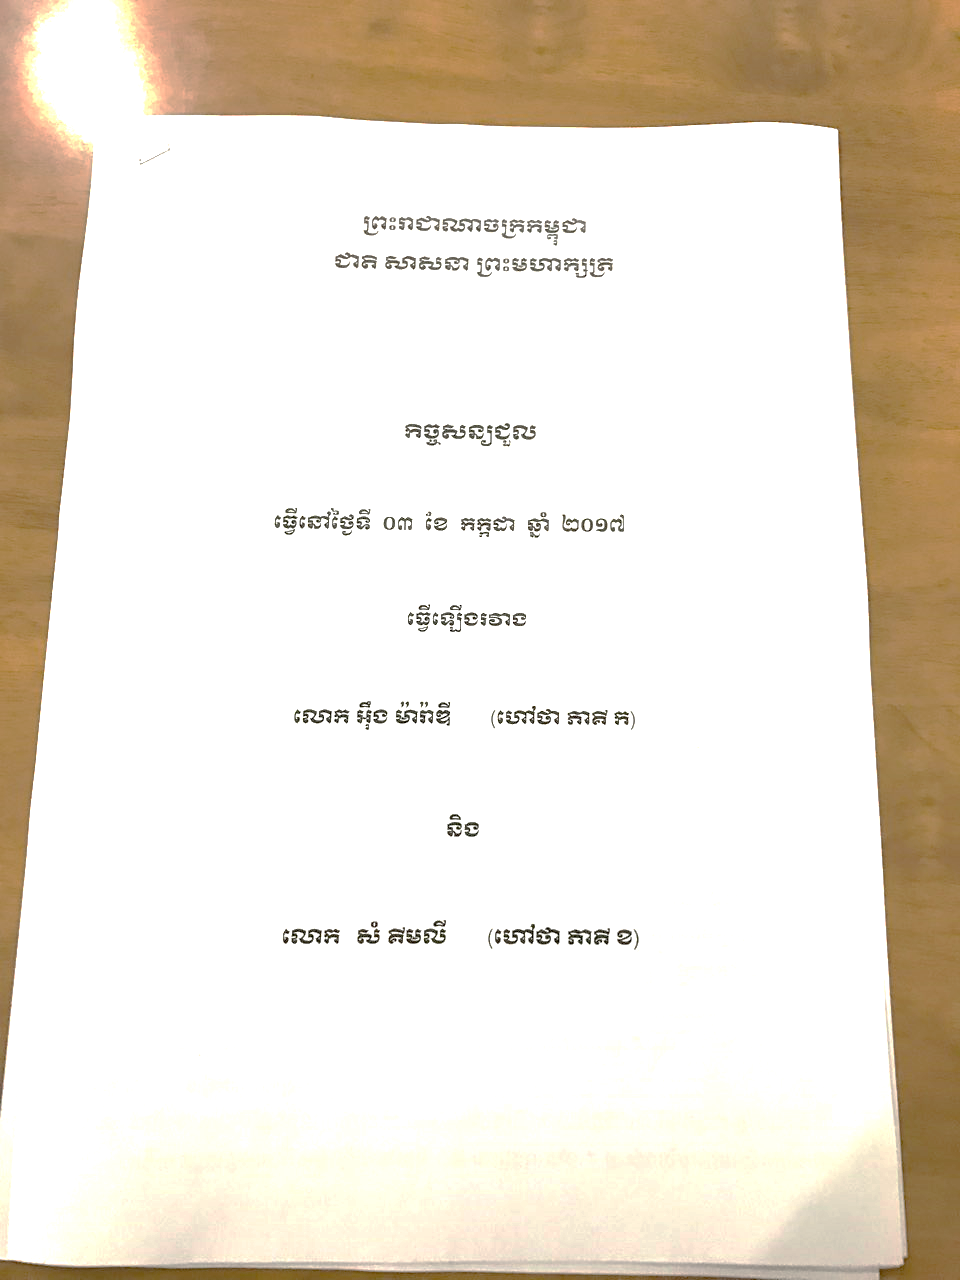 ព្រះរាជាណាចក្រកម្ពុជា
ជាតិ សាសនា ព្រះមហាក្សត្រ
កិច្ចសន្យជួល
ធ្វើនៅថ្ងៃទី ០៣ ខែ កក្កដា ឆ្នាំ ២០១៧
ធ្វើឡើងរវាង
លោក អុឹង ម៉ារ៉ាឌី (ហៅថា ភាគី ក)
និង
លោក សំ គីមលី (ហៅថា ភាគី ខ)